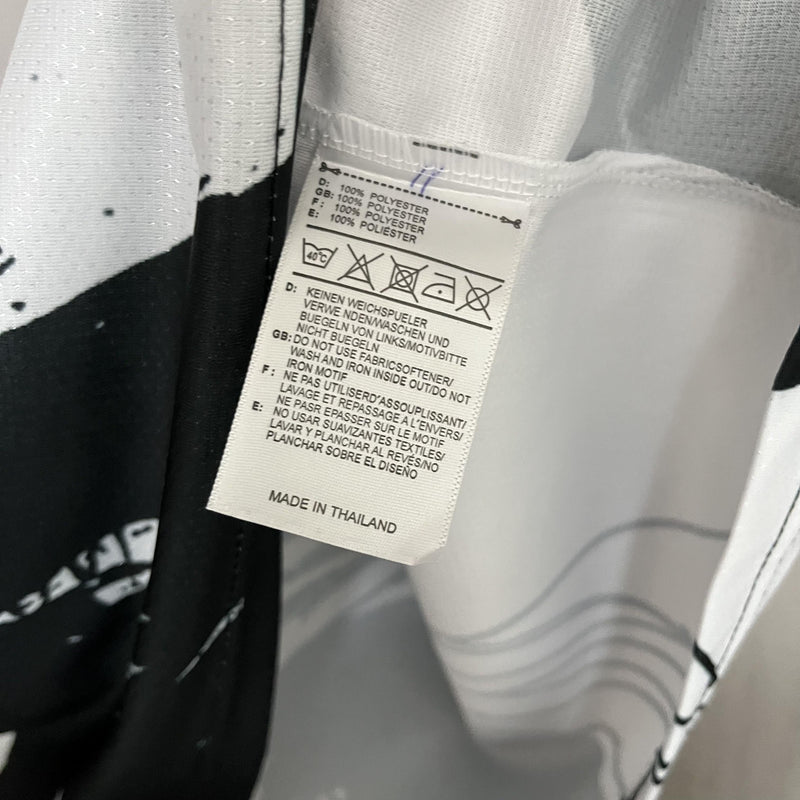 D: 100% POLYESTER
GB: 100% POLYESTER
F : 100% POLYESTER
E: 100% POLIÉSTER
40°C
D: KEINEN WEICHSPUELER
VERWE NDEN/WASCHEN UND
BUEGELN VON LINKS/MOTIVBITTE
NICHT BUEGELN
GB: DO NOT USE FABRICSOFTENER/
WASH AND IRON INSIDE OUT/DO NOT
IRON MOTIF
F : NE PAS UTILISERD'ASSOUPLISSANT/
LAVAGE ET REPASSAGE A L'ENVERS/
NE PASR EPASSER SUR LE MOTIF
E: NO USAR SUAVIZANTES TEXTILES/
LAVAR Y PLANCHAR AL REVÉS/NO
PLANCHAR SOBRE EL DISEÑO
MADE IN THAILAND